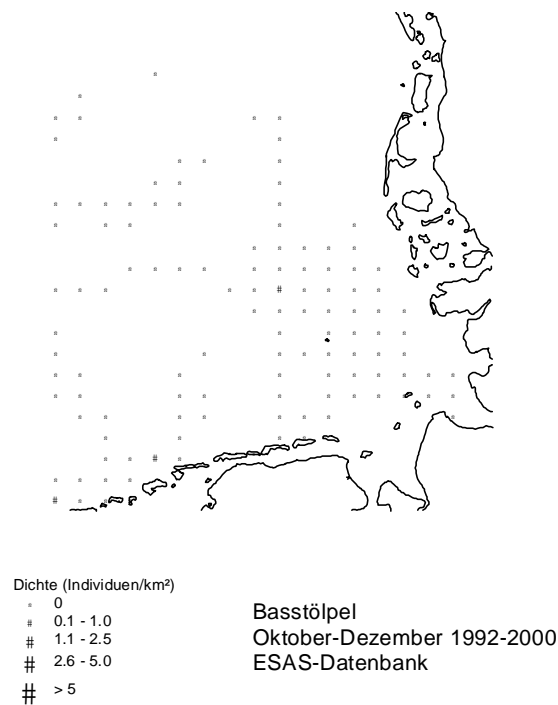 Dichte (Individuen/km²)
0
# 0.1 - 1.0
# 1.1 - 2.5
# 2.6 - 5.0
# > 5
Basstölpel
Oktober-Dezember 1992-2000
ESAS-Datenbank